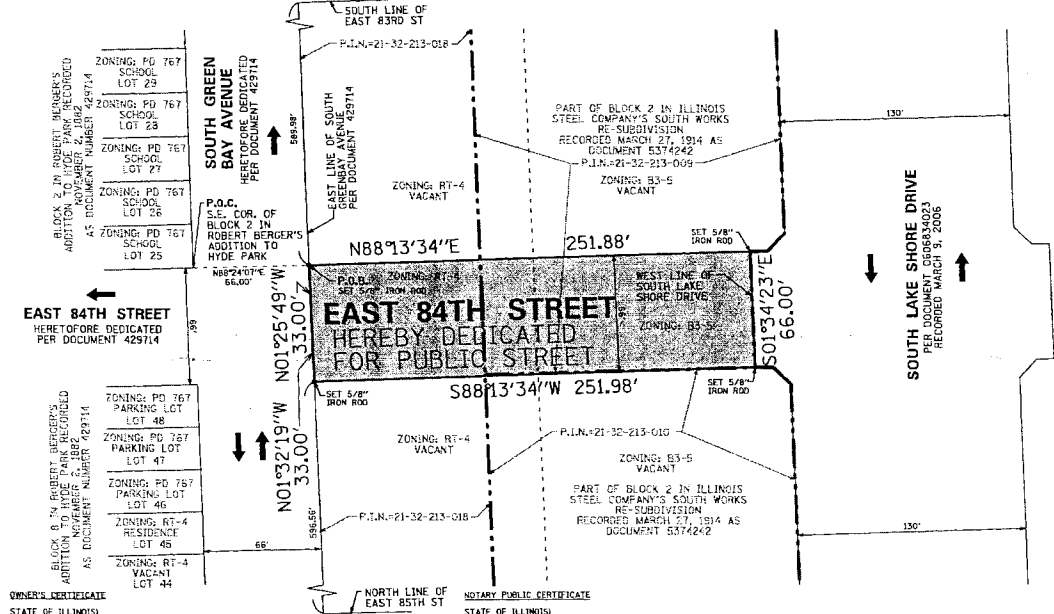 SOUTH LINE OF
EAST 83RD ST
P.I.N.=21-32-213-018
ZONING: PD 767
SCHOOL
LOT 29
ZONING: PD 767
SCHOOL
LOT 28
ZONING: PD 767
SCHOOL
LOT 27
ZONING: PD 767
SCHOOL
LOT 26
ZONING: PD 767
SCHOOL
LOT 25
BLOCK 2 IN ROBERT BERGER'S
ADDITION TO HYDE PARK RECORDED
NOVEMBER 2, 1882
AS DOCUMENT NUMBER 429714
SOUTH GREEN
BAY AVENUE
HERETOFORE DEDICATED
PER DOCUMENT 429714
589.98'
EAST LINE OF SOUTH
GREENBAY AVENUE
PER DOCUMENT 429714
PART OF BLOCK 2 IN ILLINOIS
STEEL COMPANY'S SOUTH WORKS
RE-SUBDIVISION
RECORDED MARCH 27, 1914 AS
DOCUMENT 5374242
P.I.N.=21-32-213-009
ZONING: B3-5
VACANT
ZONING: RT-4
VACANT
130'
P.O.C.
S.E. COR. OF
BLOCK 2 IN
ROBERT BERGER'S
ADDITION TO
HYDE PARK
N88°24'07"E
66.00'
N88°13'34"E 251.88'
SET 5/8"
IRON ROD
P.O.B.
SET 5/8" IRON ROD
ZONING: RT-4
WEST LINE OF
SOUTH LAKE
SHORE DRIVE
ZONING: B3-5
EAST 84TH STREET
HEREBY DEDICATED
FOR PUBLIC STREET
66'
S01°34'23"E
66.00'
SOUTH LAKE SHORE DRIVE
PER DOCUMENT 0606834023
RECORDED MARCH 9, 2006
EAST 84TH STREET
HERETOFORE DEDICATED
PER DOCUMENT 429714
66'
N01°25'49"W
33.00'
N01°32'19"W
33.00'
SET 5/8"
IRON ROD
S88°13'34"W 251.98'
SET 5/8"
IRON ROD
BLOCK 8 IN ROBERT BERGER'S
ADDITION TO HYDE PARK RECORDED
NOVEMBER 2, 1882
AS DOCUMENT NUMBER 429714
ZONING: PD 767
PARKING LOT
LOT 48
ZONING: PD 767
PARKING LOT
LOT 47
ZONING: PD 767
PARKING LOT
LOT 46
ZONING: RT-4
RESIDENCE
LOT 45
ZONING: RT-4
VACANT
LOT 44
66'
596.56'
ZONING: RT-4
VACANT
P.I.N.=21-32-213-010
ZONING: B3-5
VACANT
PART OF BLOCK 2 IN ILLINOIS
STEEL COMPANY'S SOUTH WORKS
RE-SUBDIVISION
RECORDED MARCH 27, 1914 AS
DOCUMENT 5374242
P.I.N.=21-32-213-018
130'
NORTH LINE OF
EAST 85TH ST
OWNER'S CERTIFICATE
STATE OF ILLINOIS)
NOTARY PUBLIC CERTIFICATE
STATE OF ILLINOIS)